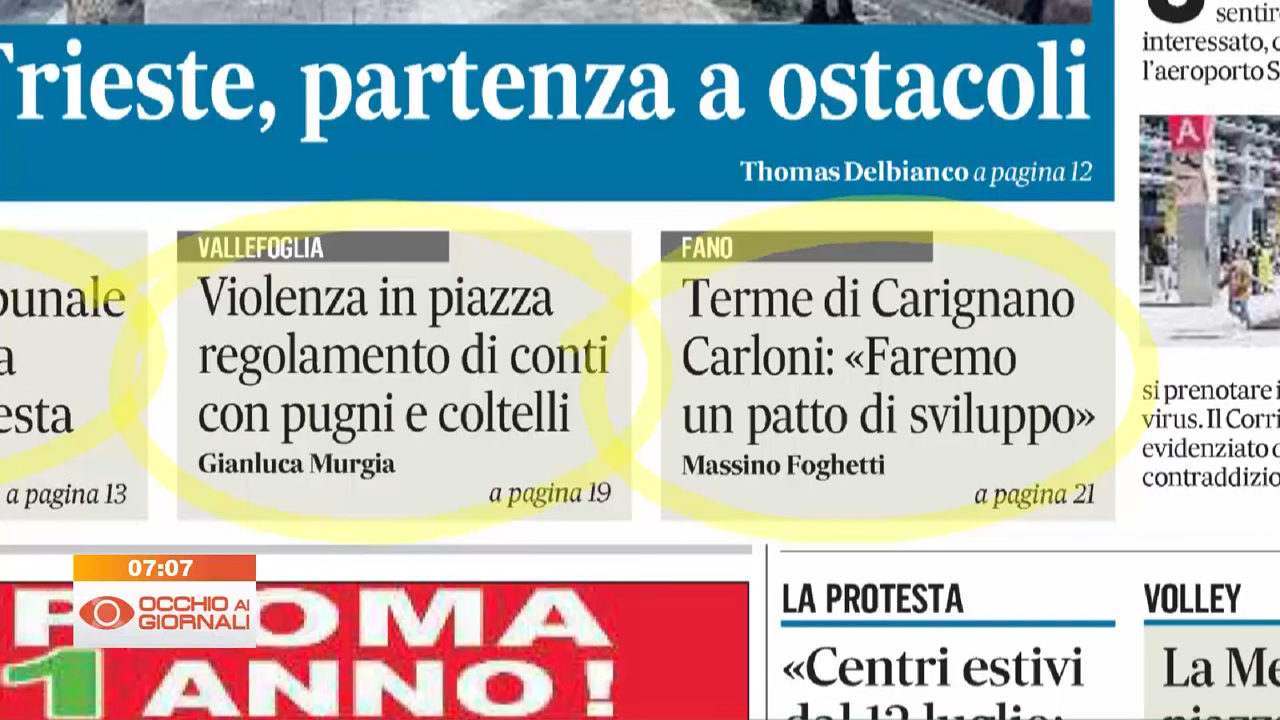 Trieste, partenza a ostacoli
Thomas Delbianco a pagina 12
esta
a pagina 13
VALLEFOGLIA
Violenza in piazza
regolamento di conti
con pugni e coltelli
Gianluca Murgia
a pagina 19
FANO
Terme di Carignano
Carloni: «Faremo
un patto di sviluppo»
Massino Foghetti
a pagina 21
interessato,
l'aeroporto S
A
si prenotare i
virus. Il Corri
evidenziato
contraddizio
07:07
OCCHIO AI
GIORNALI
1 ANNO!
LA PROTESTA
«Centri estivi
dal 12 luglio:
VOLLEY
La Me